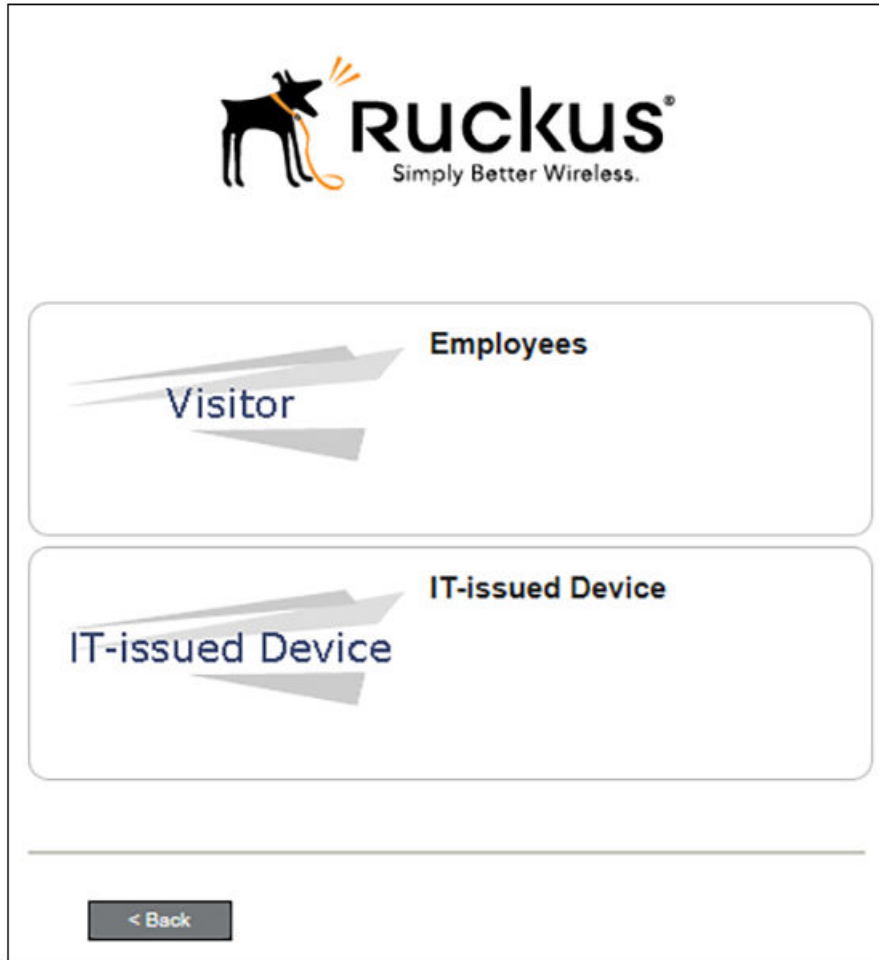 Ruckus®
Simply Better Wireless.
Employees
Visitor
IT-issued Device
IT-issued Device
< Back